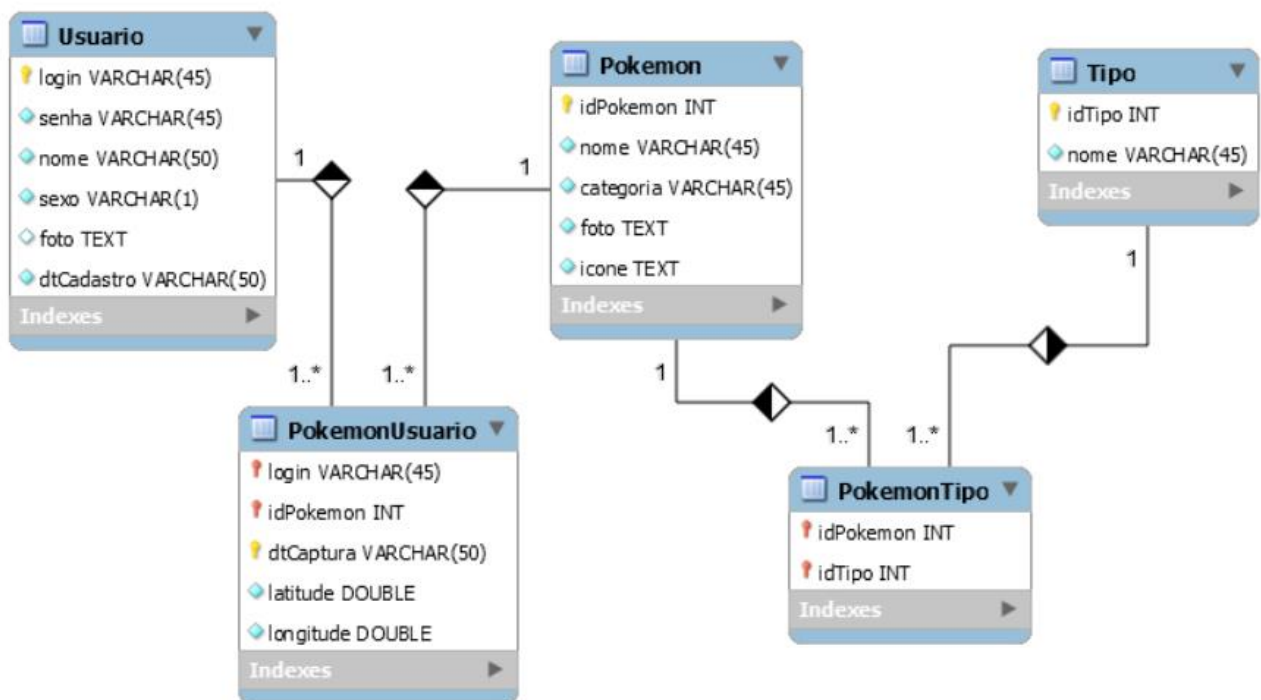 Usuario
login VARCHAR(45)
senha VARCHAR(45)
nome VARCHAR(50)
sexo VARCHAR(1)
foto TEXT
dtCadastro VARCHAR(50)
Indexes
1
1..*
1..*
1
Pokemon
idPokemon INT
nome VARCHAR(45)
categoria VARCHAR(45)
foto TEXT
icone TEXT
Indexes
Tipo
idTipo INT
nome VARCHAR(45)
Indexes
1
1
1..*
1..*
PokemonUsuario
login VARCHAR(45)
idPokemon INT
dtCaptura VARCHAR(50)
latitude DOUBLE
longitude DOUBLE
Indexes
PokemonTipo
idPokemon INT
idTipo INT
Indexes